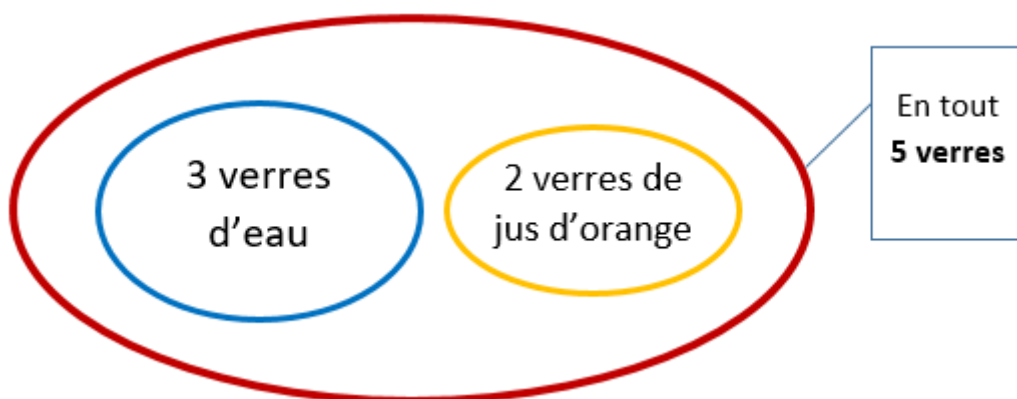 3 verres
d’eau
2 verres de
jus d’orange
En tout
5 verres